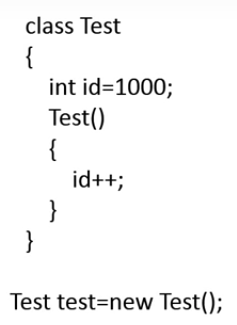 class Test
{
int id=1000;
Test()
{
id++;
}
}
Test test=new Test();